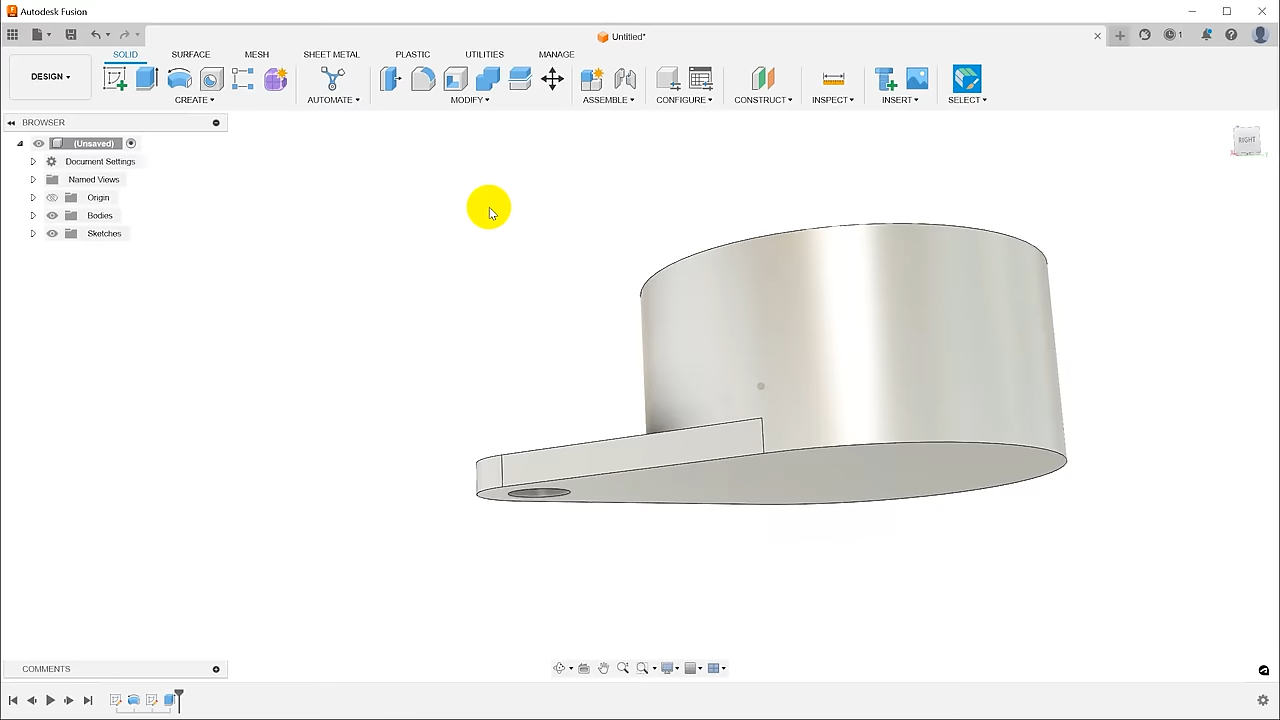 Autodesk Fusion
Untitled*
1
DESIGN
SOLID
SURFACE
MESH
SHEET METAL
PLASTIC
UTILITIES
MANAGE
CREATE
AUTOMATE
MODIFY
ASSEMBLE
CONFIGURE
CONSTRUCT
INSPECT
INSERT
SELECT
BROWSER
(Unsaved)
Document Settings
Named Views
Origin
Bodies
Sketches
RIGHT
COMMENTS